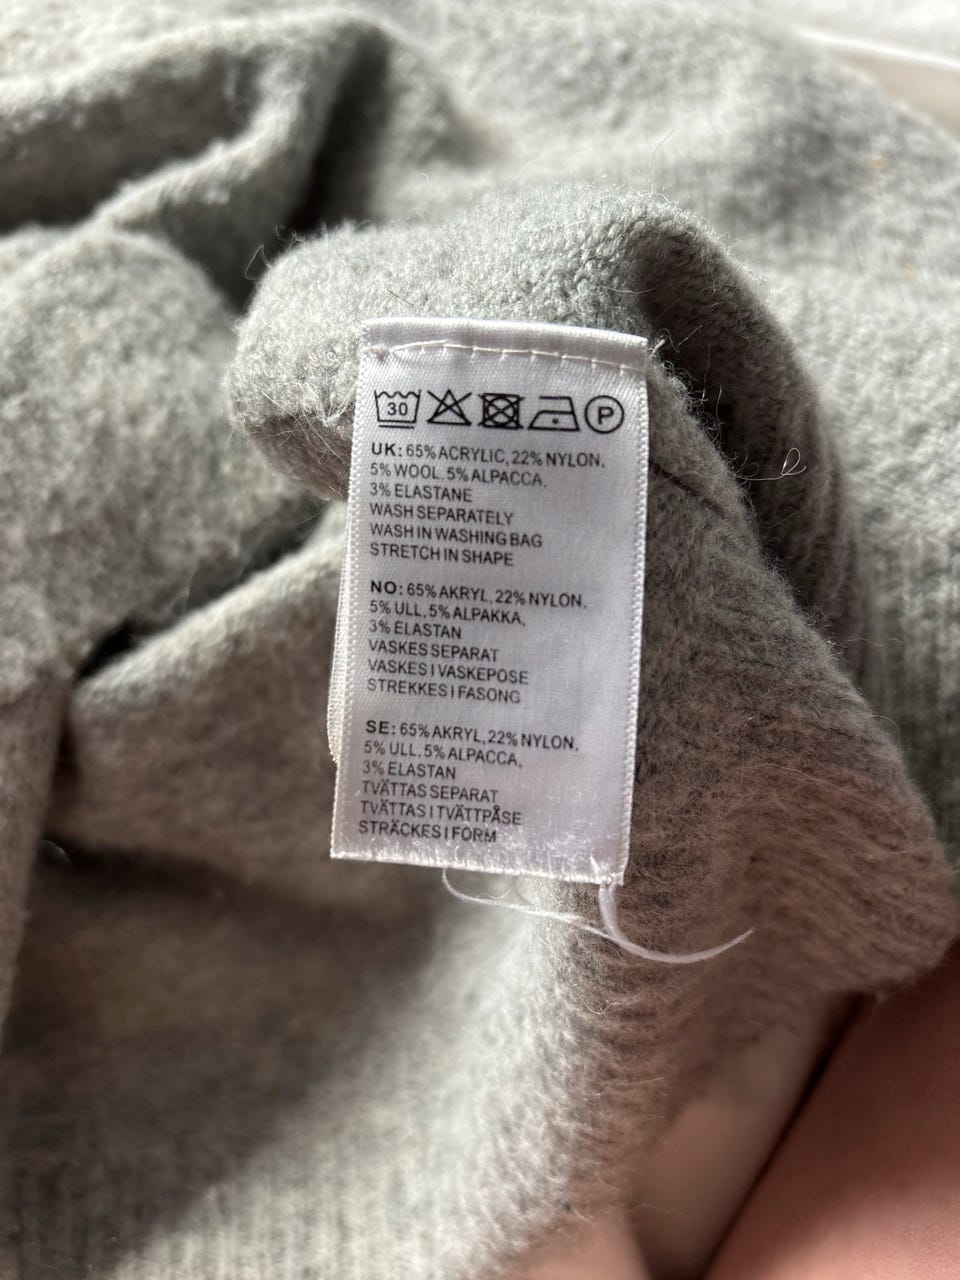 30 P
UK: 65% ACRYLIC, 22% NYLON,
5% WOOL, 5% ALPACCA,
3% ELASTANE
WASH SEPARATELY
WASH IN WASHING BAG
STRETCH IN SHAPE
NO: 65% AKRYL, 22% NYLON,
5% ULL, 5% ALPAKKA,
3% ELASTAN
VASKES SEPARAT
VASKES I VASKEPOSE
STREKKES I FASONG
SE: 65% AKRYL, 22% NYLON,
5% ULL, 5% ALPACCA,
3% ELASTAN
TVÄTTAS SEPARAT
TVÄTTAS I TVÄTTPÅSE
STRÄCKES I FORM